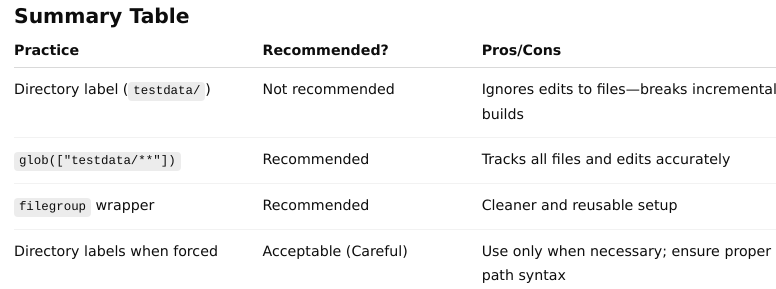 Summary Table
Practice Recommended? Pros/Cons
Directory label (testdata/) Not recommended Ignores edits to files—breaks incremental
builds
glob(["testdata/**"]) Recommended Tracks all files and edits accurately
filegroup wrapper Recommended Cleaner and reusable setup
Directory labels when forced Acceptable (Careful) Use only when necessary; ensure proper
path syntax